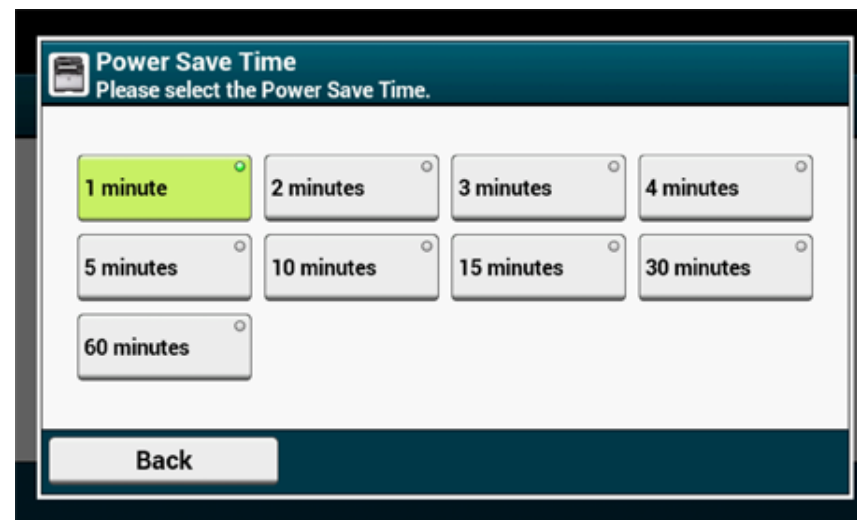 Power Save Time
Please select the Power Save Time.
1 minute
2 minutes
3 minutes
4 minutes
5 minutes
10 minutes
15 minutes
30 minutes
60 minutes
Back